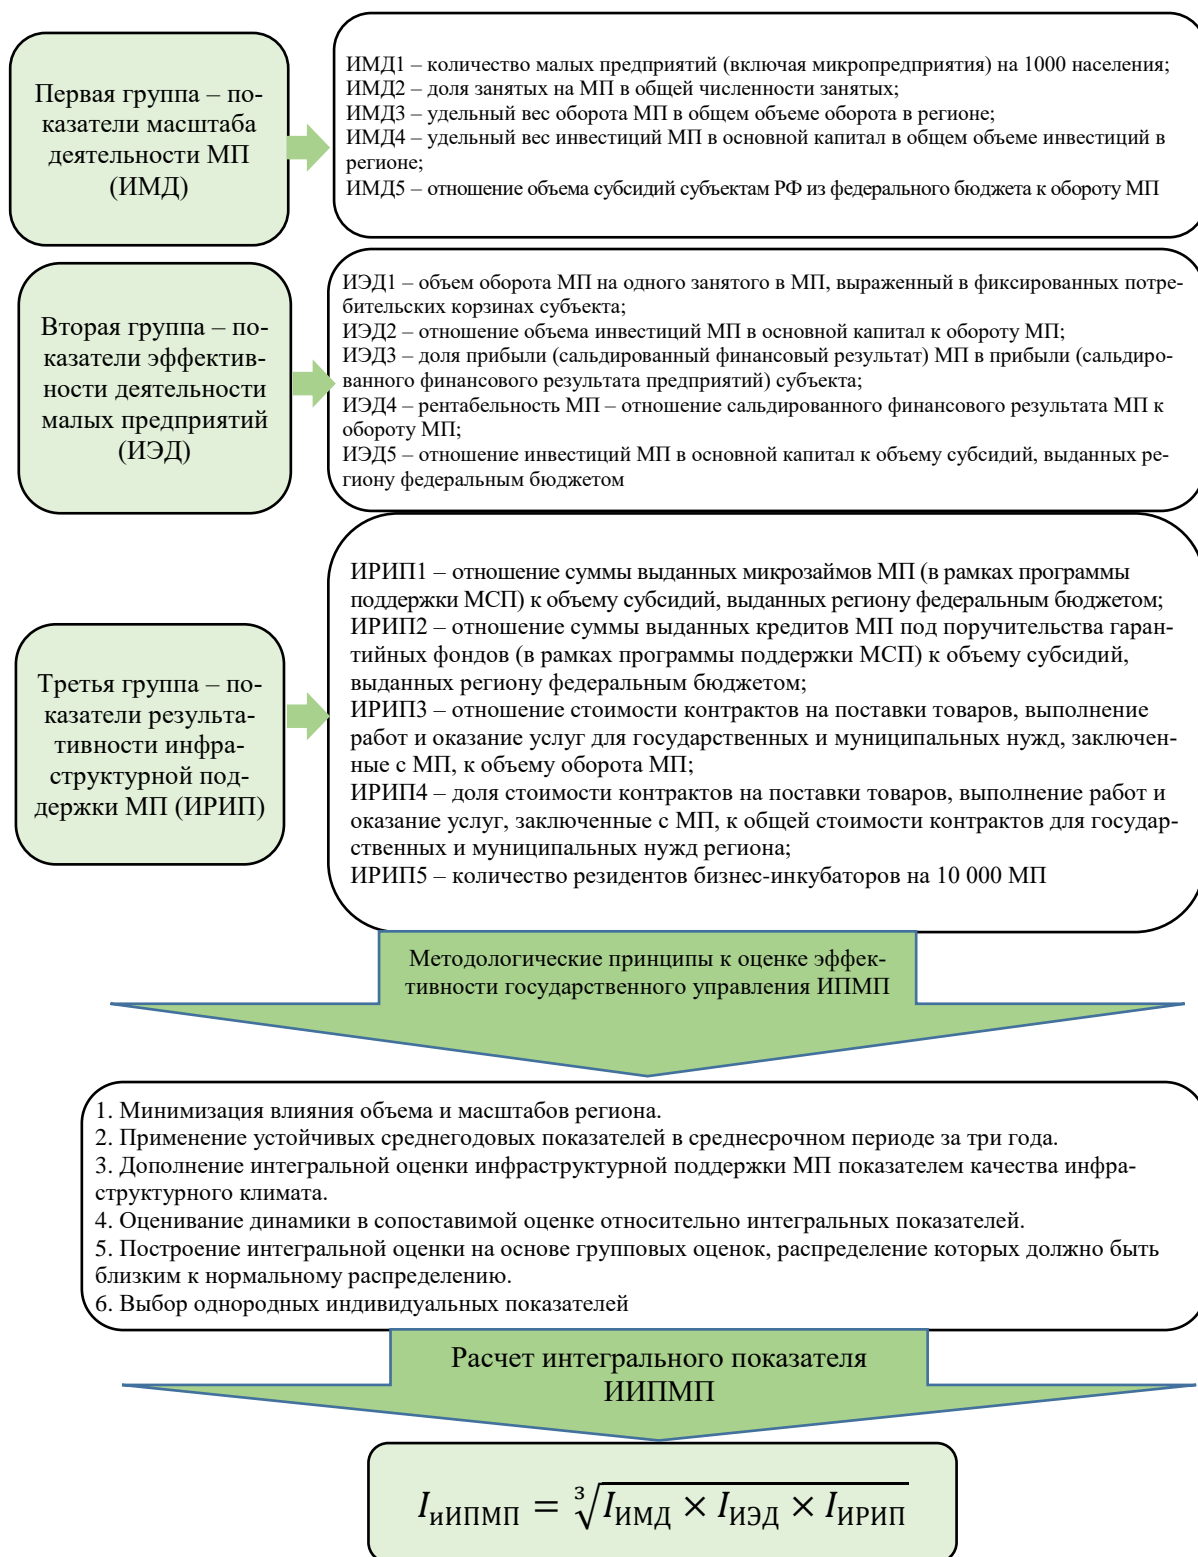 Первая группа – по-
казатели масштаба
деятельности МП
(ИМД)
ИМД1 – количество малых предприятий (включая микропредприятия) на 1000 населения;
ИМД2 – доля занятых на МП в общей численности занятых;
ИМД3 – удельный вес оборота МП в общем объеме оборота в регионе;
ИМД4 – удельный вес инвестиций МП в основной капитал в общем объеме инвестиций в
регионе;
ИМД5 – отношение объема субсидий субъектам РФ из федерального бюджета к обороту МП
Вторая группа – по-
казатели эффектив-
ности деятельности
малых предприятий
(ИЭД)
ИЭД1 – объем оборота МП на одного занятого в МП, выраженный в фиксированных потре-
бительских корзинах субъекта;
ИЭД2 – отношение объема инвестиций МП в основной капитал к обороту МП;
ИЭД3 – доля прибыли (сальдированный финансовый результат) МП в прибыли (сальдиро-
ванного финансового результата предприятий) субъекта;
ИЭД4 – рентабельность МП – отношение сальдированного финансового результата МП к
обороту МП;
ИЭД5 – отношение инвестиций МП в основной капитал к объему субсидий, выданных ре-
гиону федеральным бюджетом
Третья группа – по-
казатели результа-
тивности инфра-
структурной под-
держки МП (ИРИП)
ИРИП1 – отношение суммы выданных микрозаймов МП (в рамках программы
поддержки МСП) к объему субсидий, выданных региону федеральным бюджетом;
ИРИП2 – отношение суммы выданных кредитов МП под поручительства гаран-
тийных фондов (в рамках программы поддержки МСП) к объему субсидий,
выданных региону федеральным бюджетом;
ИРИП3 – отношение стоимости контрактов на поставки товаров, выполнение
работ и оказание услуг для государственных и муниципальных нужд, заключен-
ные с МП, к объему оборота МП;
ИРИП4 – доля стоимости контрактов на поставки товаров, выполнение работ и
оказание услуг, заключенные с МП, к общей стоимости контрактов для государ-
ственных и муниципальных нужд региона;
ИРИП5 – количество резидентов бизнес-инкубаторов на 10 000 МП
Методологические принципы к оценке эффек-
тивности государственного управления ИПМП
1. Минимизация влияния объема и масштабов региона.
2. Применение устойчивых среднегодовых показателей в среднесрочном периоде за три года.
3. Дополнение интегральной оценки инфраструктурной поддержки МП показателем качества инфра-
структурного климата.
4. Оценивание динамики в сопоставимой оценке относительно интегральных показателей.
5. Построение интегральной оценки на основе групповых оценок, распределение которых должно быть
близким к нормальному распределению.
6. Выбор однородных индивидуальных показателей
Расчет интегрального показателя
ИИПМП
IиИПМП = ∛(IИМД × IИЭД × IИРИП)